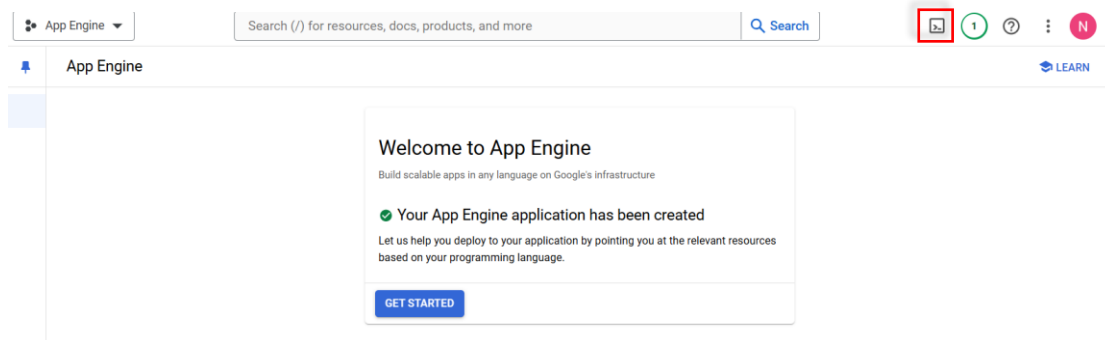 App Engine
Search (/) for resources, docs, products, and more
Search
1
N
App Engine
LEARN
Welcome to App Engine
Build scalable apps in any language on Google's infrastructure
Your App Engine application has been created
Let us help you deploy to your application by pointing you at the relevant resources
based on your programming language.
GET STARTED